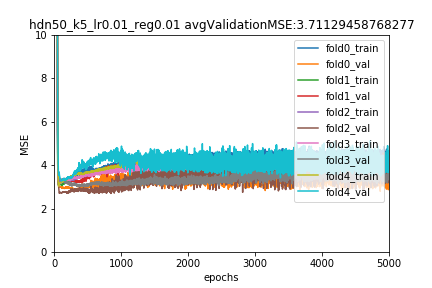 hdn50_k5_lr0.01_reg0.01 avgValidationMSE:3.71129458768277
10
8
6
4
2
0
MSE
0
1000
2000
3000
4000
5000
epochs
fold0_train
fold0_val
fold1_train
fold1_val
fold2_train
fold2_val
fold3_train
fold3_val
fold4_train
fold4_val